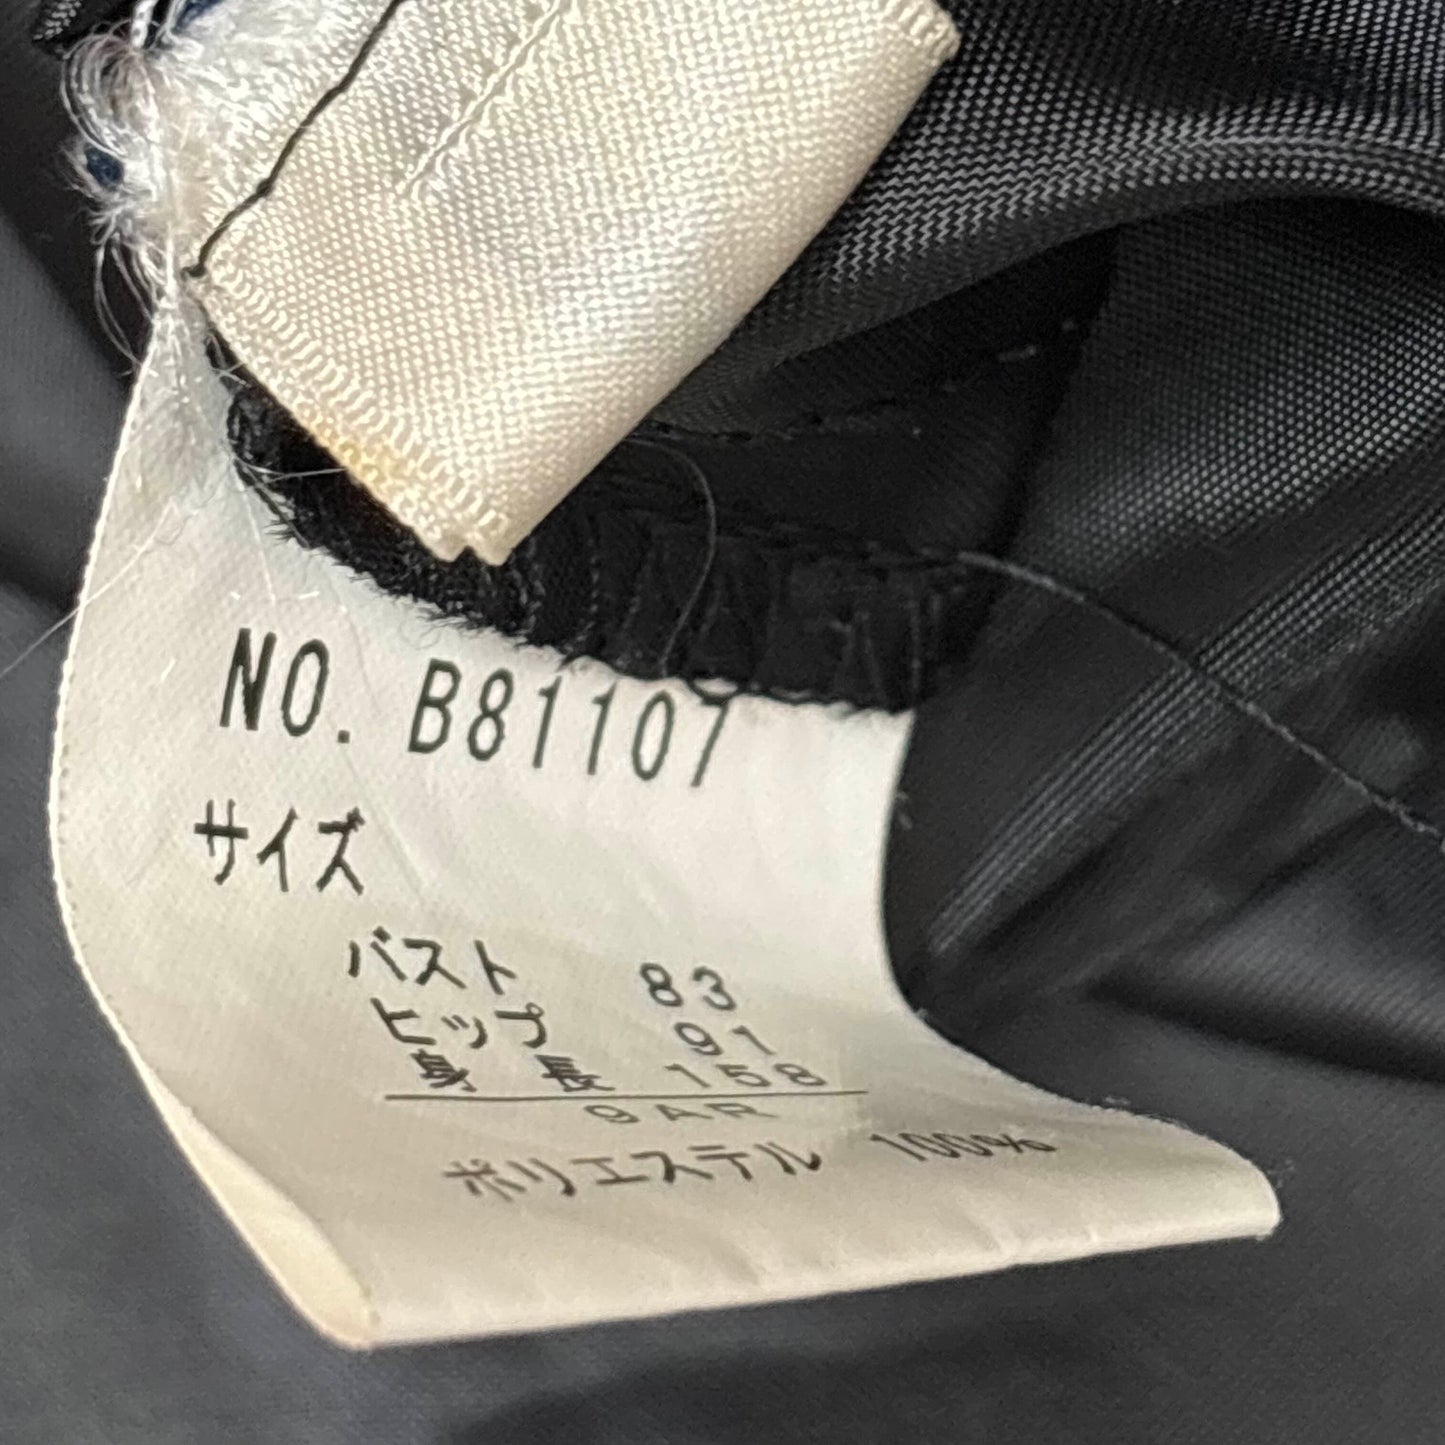 NO. B81107
サイズ
バスト 83
ヒップ 91
身長 158
9AR
ポリエステル 100%